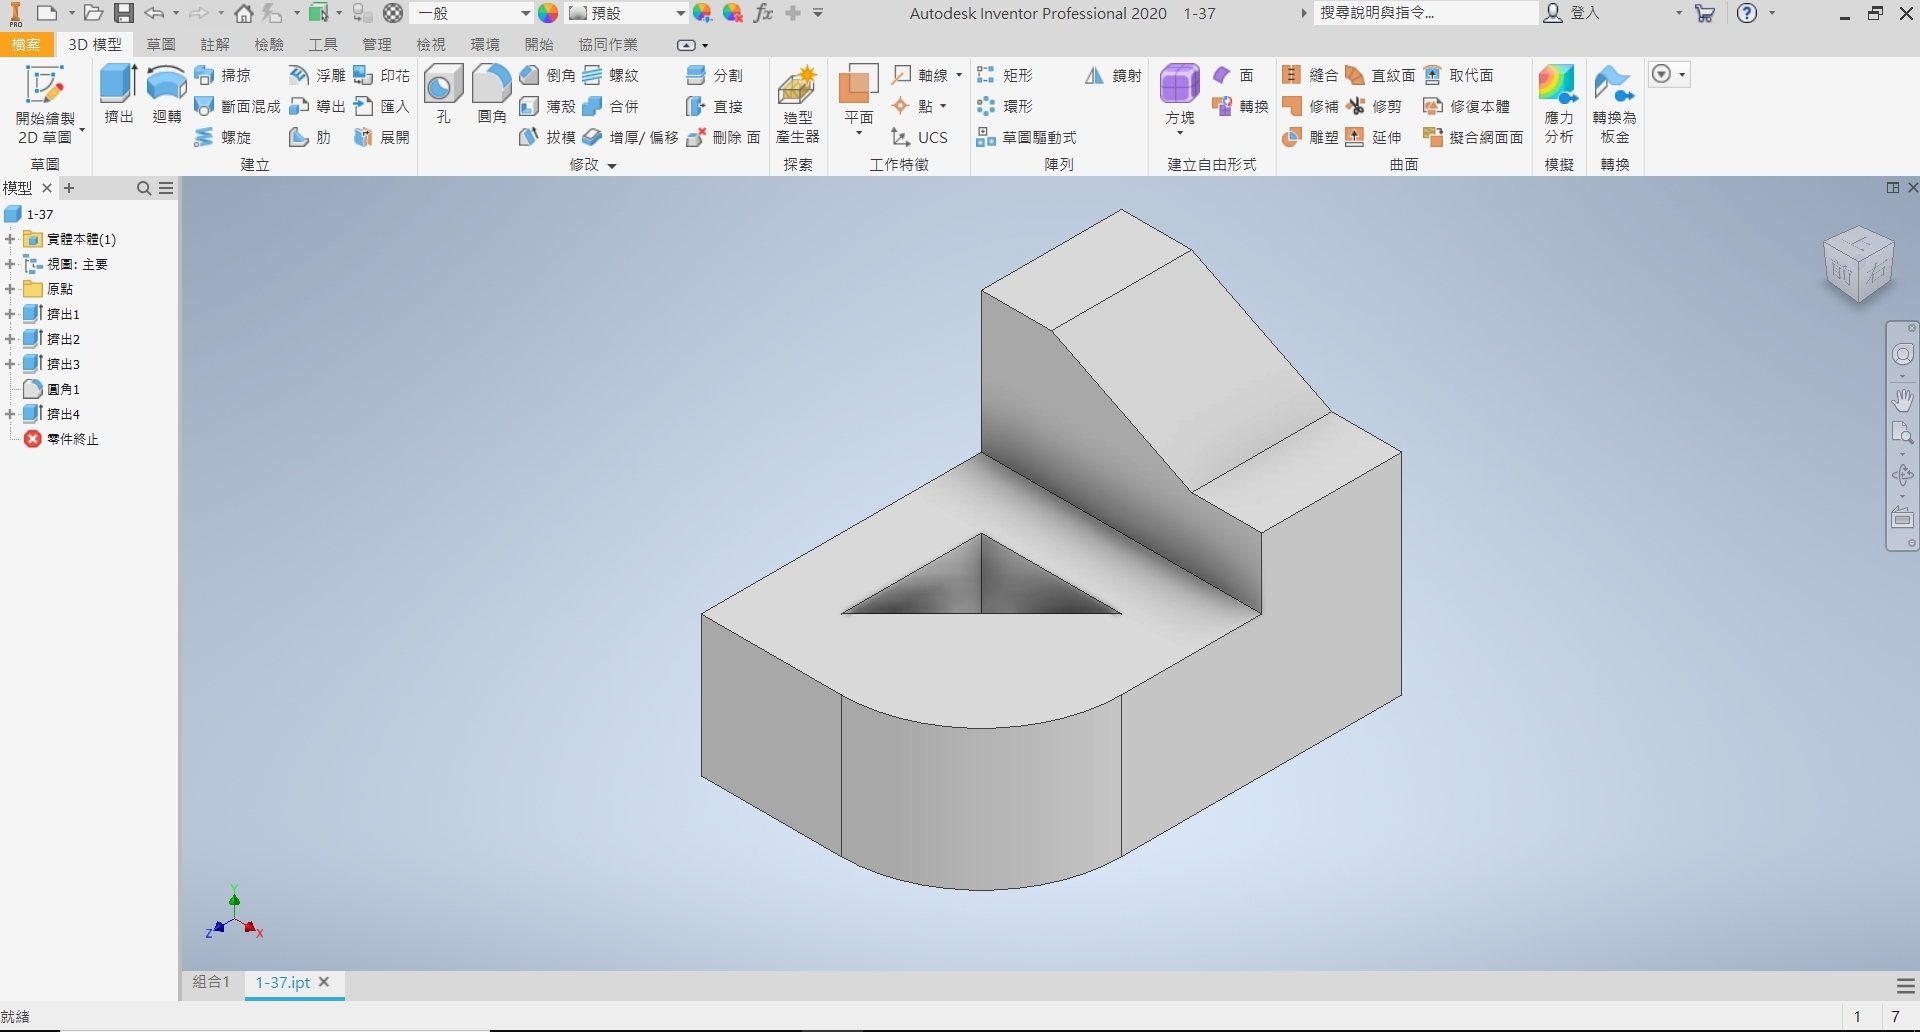 PRO
一般
預設
fx
Autodesk Inventor Professional 2020 1-37
搜尋說明與指令...
登入
檔案 3D 模型 草圖 註解 檢驗 工具 管理 檢視 環境 開始 協同作業
開始繪製
2D 草圖
草圖
擠出
迴轉
掃掠
斷面混成
螺旋
浮雕
導出
肋
印花
匯入
展開
建立
孔
圓角
倒角
薄殼
拔模
螺紋
合併
增厚/ 偏移
分割
直接
刪除 面
修改
造型
產生器
探索
平面
軸線
點
UCS
工作特徵
矩形
環形
草圖驅動式
鏡射
陣列
方塊
面
轉換
建立自由形式
縫合
修補
雕塑
直紋面
修剪
延伸
取代面
修復本體
擬合網面面
曲面
應力
分析
模擬
轉換為
板金
轉換
模型
1-37
實體本體(1)
視圖: 主要
原點
擠出1
擠出2
擠出3
圓角1
擠出4
零件終止
上
前
右
Y
Z
X
組合1
1-37.ipt
就緒
1 7